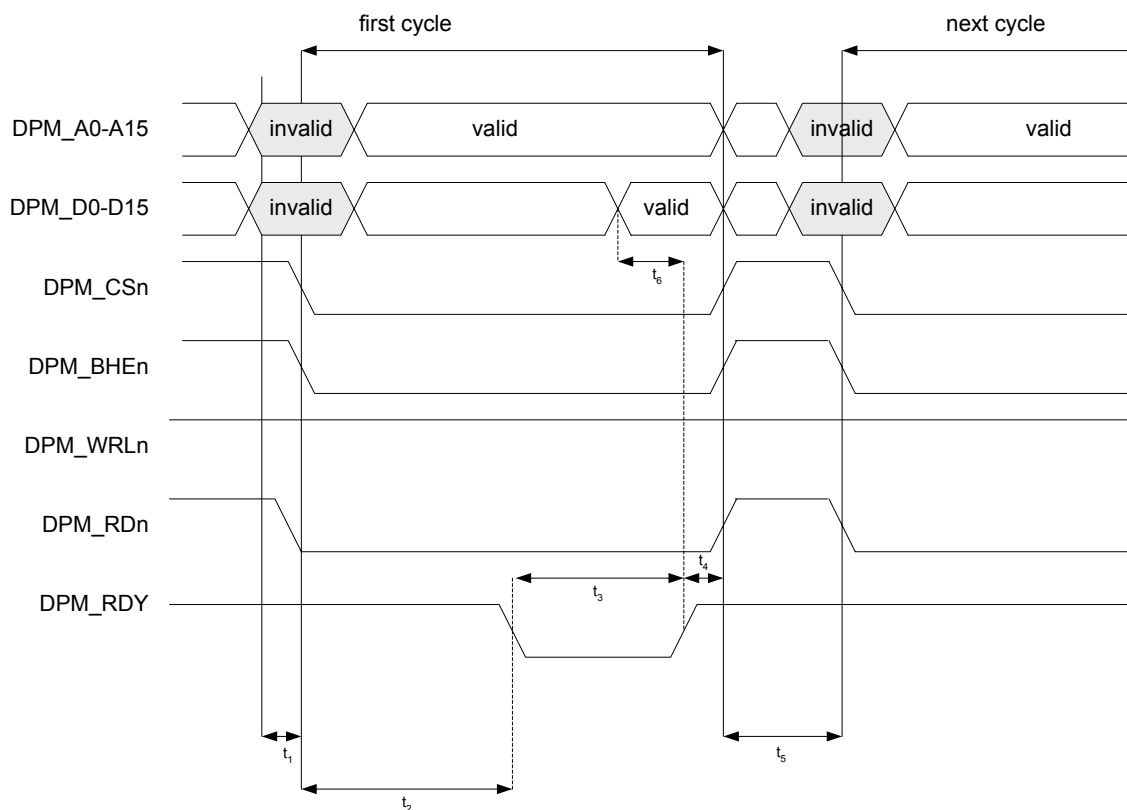 first cycle next cycle
DPM_A0-A15 invalid valid invalid valid
DPM_D0-D15 invalid valid invalid
t6
DPM_CSn
DPM_BHEn
DPM_WRLn
DPM_RDn
t4
t3
DPM_RDY
t1 t5
t2